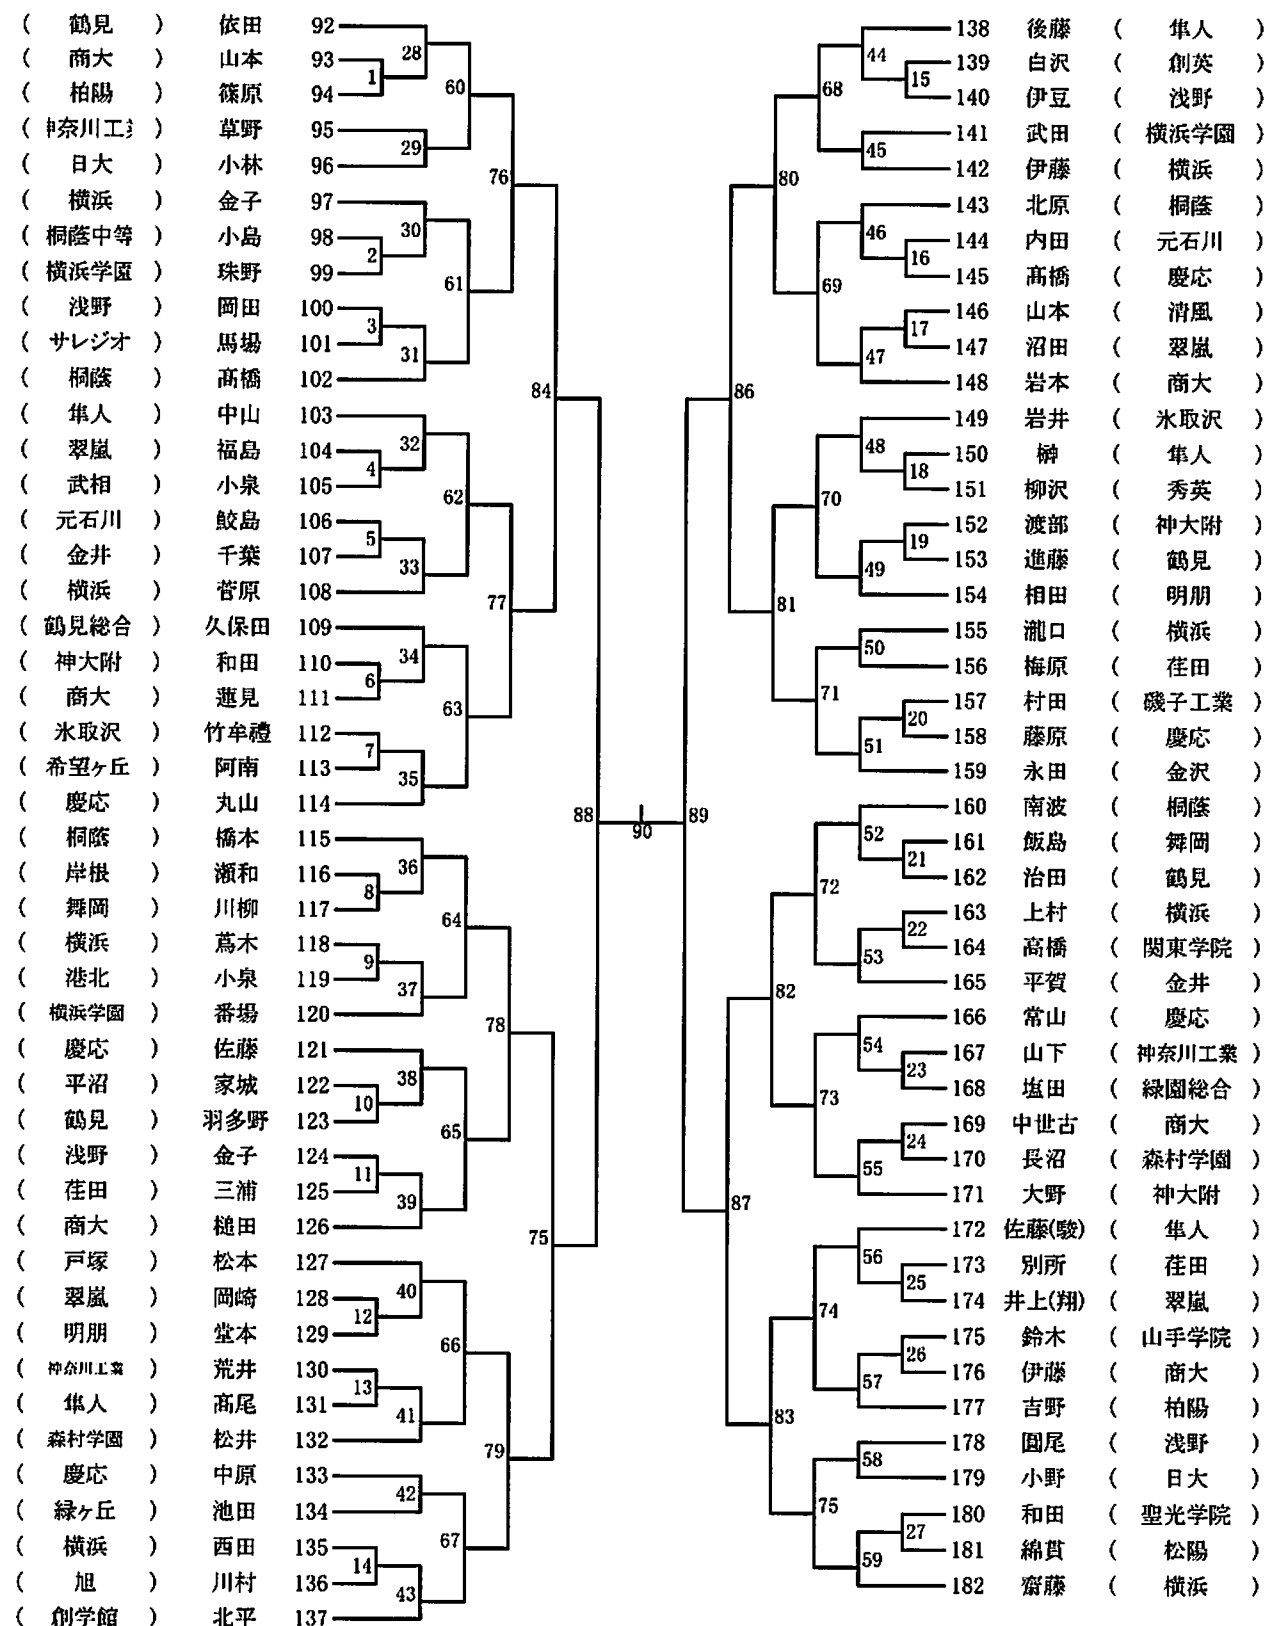 ( 鶴見 ) 依田 92
( 商大 ) 山本 93
( 柏陽 ) 篠原 94
( 神奈川工業 ) 草野 95
( 日大 ) 小林 96
( 横浜 ) 金子 97
( 桐蔭中等 ) 小島 98
( 横浜学園 ) 珠野 99
( 浅野 ) 岡田 100
( サレジオ ) 馬場 101
( 桐蔭 ) 髙橋 102
( 隼人 ) 中山 103
( 翠嵐 ) 福島 104
( 武相 ) 小泉 105
( 元石川 ) 鮫島 106
( 金井 ) 千葉 107
( 横浜 ) 菅原 108
( 鶴見総合 ) 久保田 109
( 神大附 ) 和田 110
( 商大 ) 蓮見 111
( 氷取沢 ) 竹牟禮 112
( 希望ヶ丘 ) 阿南 113
( 慶応 ) 丸山 114
( 桐蔭 ) 橋本 115
( 岸根 ) 瀬和 116
( 舞岡 ) 川柳 117
( 横浜 ) 蔦木 118
( 港北 ) 小泉 119
( 横浜学園 ) 番場 120
( 慶応 ) 佐藤 121
( 平沼 ) 家城 122
( 鶴見 ) 羽多野 123
( 浅野 ) 金子 124
( 荏田 ) 三浦 125
( 商大 ) 槌田 126
( 戸塚 ) 松本 127
( 翠嵐 ) 岡崎 128
( 明朋 ) 堂本 129
( 神奈川工業 ) 荒井 130
( 隼人 ) 髙尾 131
( 森村学園 ) 松井 132
( 慶応 ) 中原 133
( 緑ヶ丘 ) 池田 134
( 横浜 ) 西田 135
( 旭 ) 川村 136
( 創学館 ) 北平 137
28
1
60
29
76
30
2
61
3
31
84
32
4
62
5
33
77
34
6
63
7
35
88
36
8
64
9
37
78
38
10
65
11
39
75
40
12
66
13
41
79
42
67
14
43
90
89
44
15
68
45
80
46
16
69
17
47
86
48
18
70
19
49
81
50
71
20
51
52
21
72
22
53
82
54
23
73
24
55
87
56
25
74
26
57
83
58
75
27
59
138 後藤 ( 隼人 )
139 白沢 ( 創英 )
140 伊豆 ( 浅野 )
141 武田 ( 横浜学園 )
142 伊藤 ( 横浜 )
143 北原 ( 桐蔭 )
144 内田 ( 元石川 )
145 髙橋 ( 慶応 )
146 山本 ( 清風 )
147 沼田 ( 翠嵐 )
148 岩本 ( 商大 )
149 岩井 ( 氷取沢 )
150 榊 ( 隼人 )
151 柳沢 ( 秀英 )
152 渡部 ( 神大附 )
153 進藤 ( 鶴見 )
154 相田 ( 明朋 )
155 瀧口 ( 横浜 )
156 梅原 ( 荏田 )
157 村田 ( 磯子工業 )
158 藤原 ( 慶応 )
159 永田 ( 金沢 )
160 南波 ( 桐蔭 )
161 飯島 ( 舞岡 )
162 治田 ( 鶴見 )
163 上村 ( 横浜 )
164 高橋 ( 関東学院 )
165 平賀 ( 金井 )
166 常山 ( 慶応 )
167 山下 ( 神奈川工業 )
168 塩田 ( 緑園総合 )
169 中世古 ( 商大 )
170 長沼 ( 森村学園 )
171 大野 ( 神大附 )
172 佐藤(駿) ( 隼人 )
173 別所 ( 荏田 )
174 井上(翔) ( 翠嵐 )
175 鈴木 ( 山手学院 )
176 伊藤 ( 商大 )
177 吉野 ( 柏陽 )
178 圓尾 ( 浅野 )
179 小野 ( 日大 )
180 和田 ( 聖光学院 )
181 綿貫 ( 松陽 )
182 齋藤 ( 横浜 )